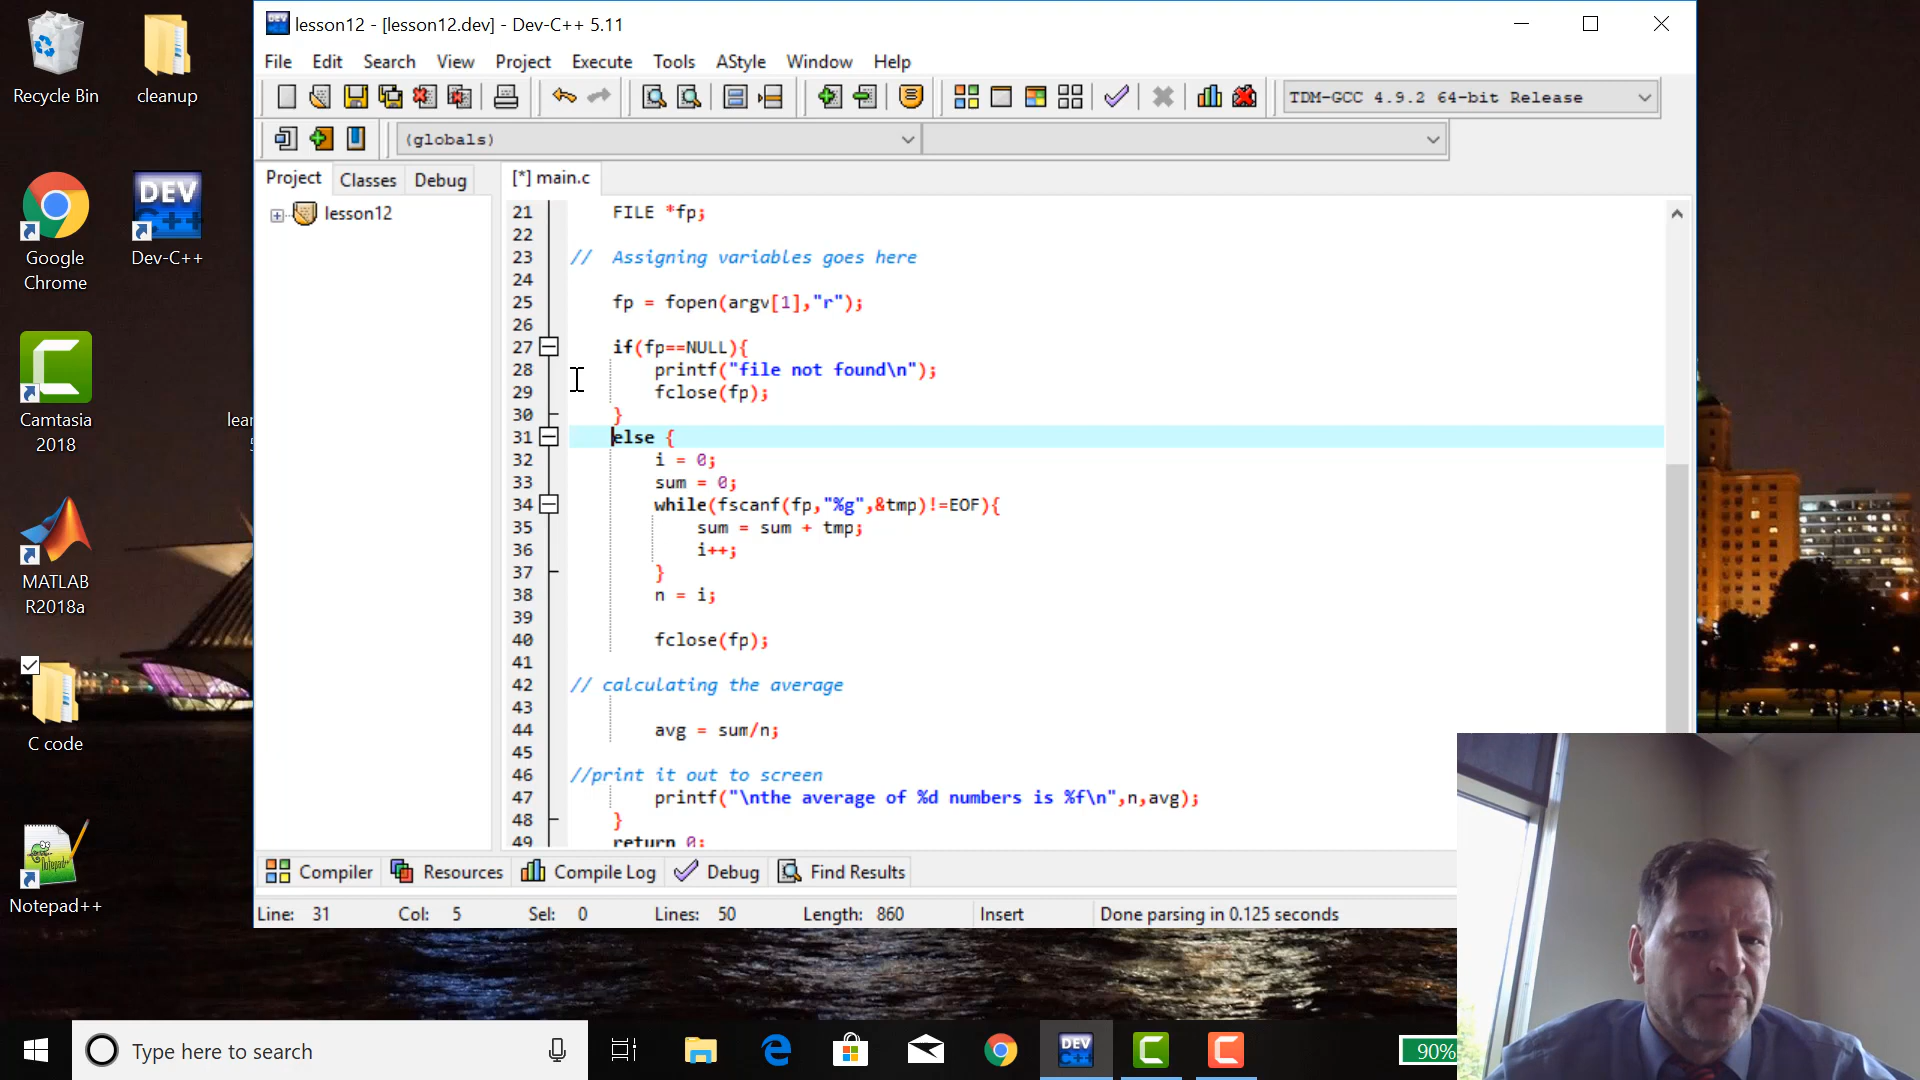 lesson12 - [lesson12.dev] - Dev-C++ 5.11
File Edit Search View Project Execute Tools AStyle Window Help
TDM-GCC 4.9.2 64-bit Release
(globals)
Project Classes Debug
[*] main.c
lesson12
21 FILE *fp;
22
23 // Assigning variables goes here
24
25 fp = fopen(argv[1],"r");
26
27 if(fp==NULL){
28 printf("file not found\n");
29 fclose(fp);
30 }
31 else {
32 i = 0;
33 sum = 0;
34 while(fscanf(fp,"%g",&tmp)!=EOF){
35 sum = sum + tmp;
36 i++;
37 }
38 n = i;
39
40 fclose(fp);
41
42 // calculating the average
43
44 avg = sum/n;
45
46 //print it out to screen
47 printf("\nthe average of %d numbers is %f\n",n,avg);
48 }
49 return 0;
Compiler Resources Compile Log Debug Find Results
Line: 31 Col: 5 Sel: 0 Lines: 50 Length: 860 Insert Done parsing in 0.125 seconds
Recycle Bin
cleanup
Google
Chrome
DEV
C++
Dev-C++
Camtasia
2018
lear
5
MATLAB
R2018a
C code
Notepad++
Type here to search
DEV
C++
90%